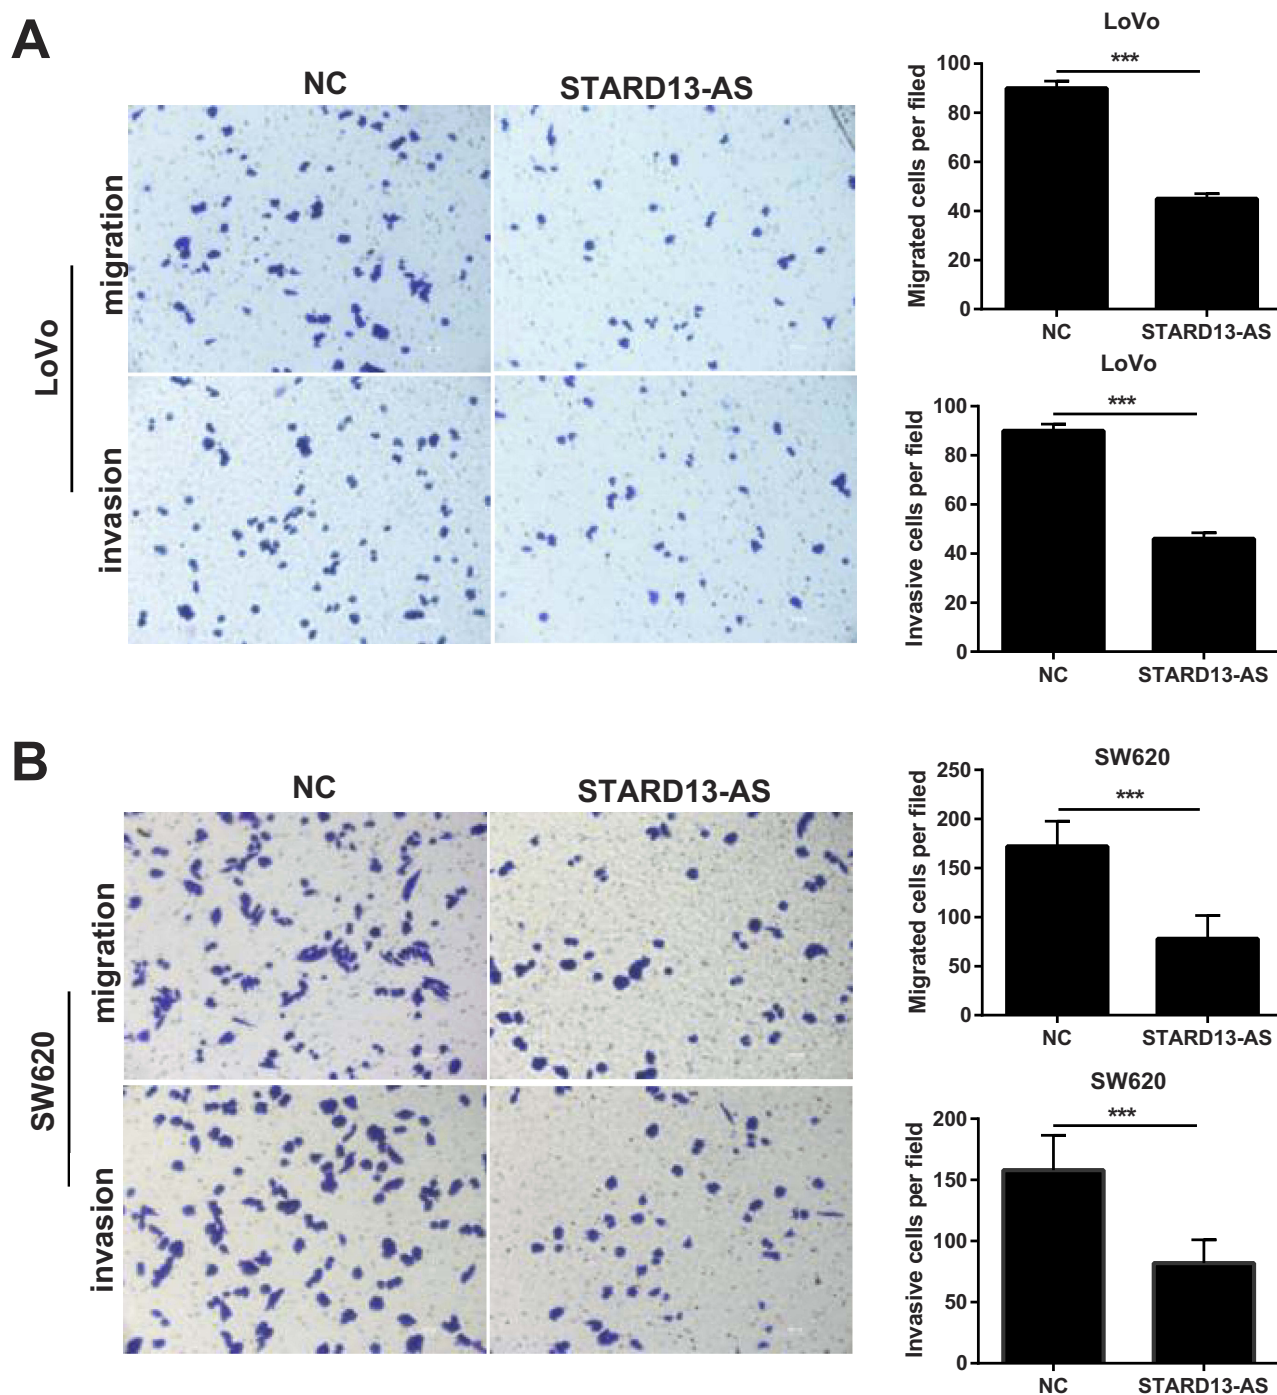 A
NC
STARD13-AS
LoVo
migration
invasion
LoVo
***
Migrated cells per filed
100
80
60
40
20
0
NC
STARD13-AS
LoVo
***
Invasive cells per field
100
80
60
40
20
0
NC
STARD13-AS
B
NC
STARD13-AS
SW620
migration
invasion
SW620
***
Migrated cells per filed
250
200
150
100
50
0
NC
STARD13-AS
SW620
***
Invasive cells per field
200
150
100
50
0
NC
STARD13-AS